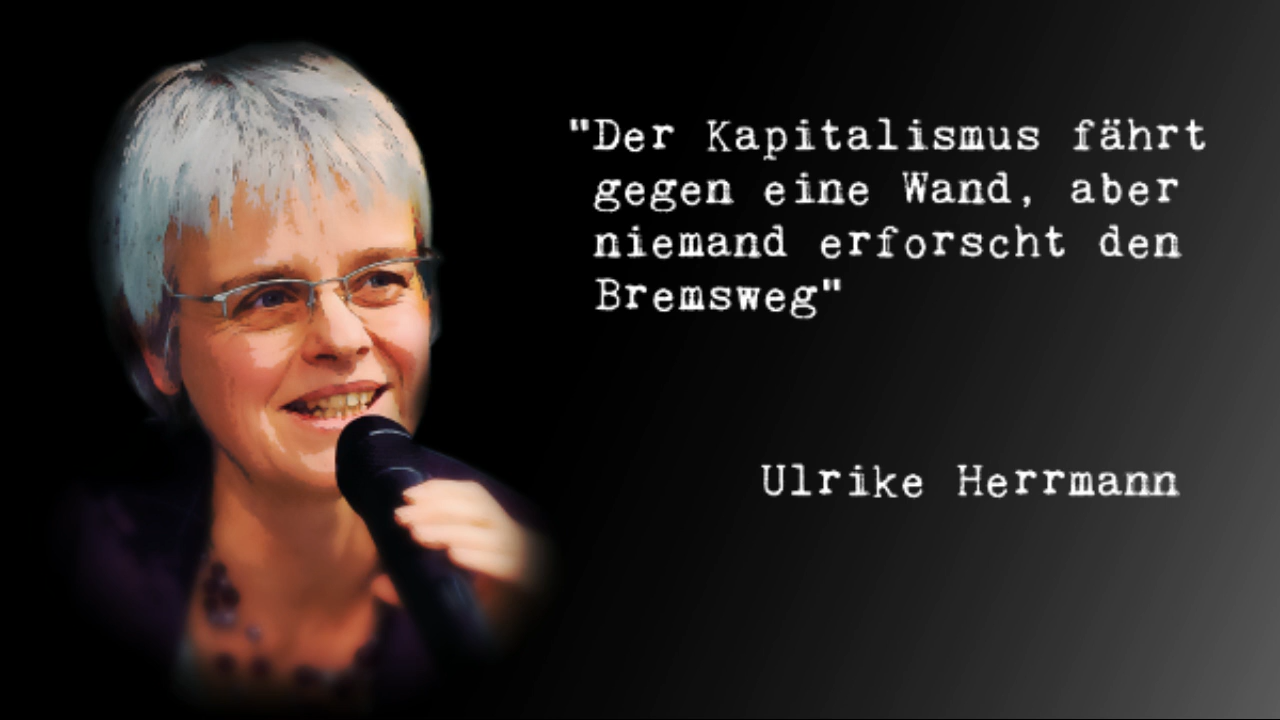 "Der Kapitalismus fährt
gegen eine Wand, aber
niemand erforscht den
Bremsweg"
Ulrike Herrmann